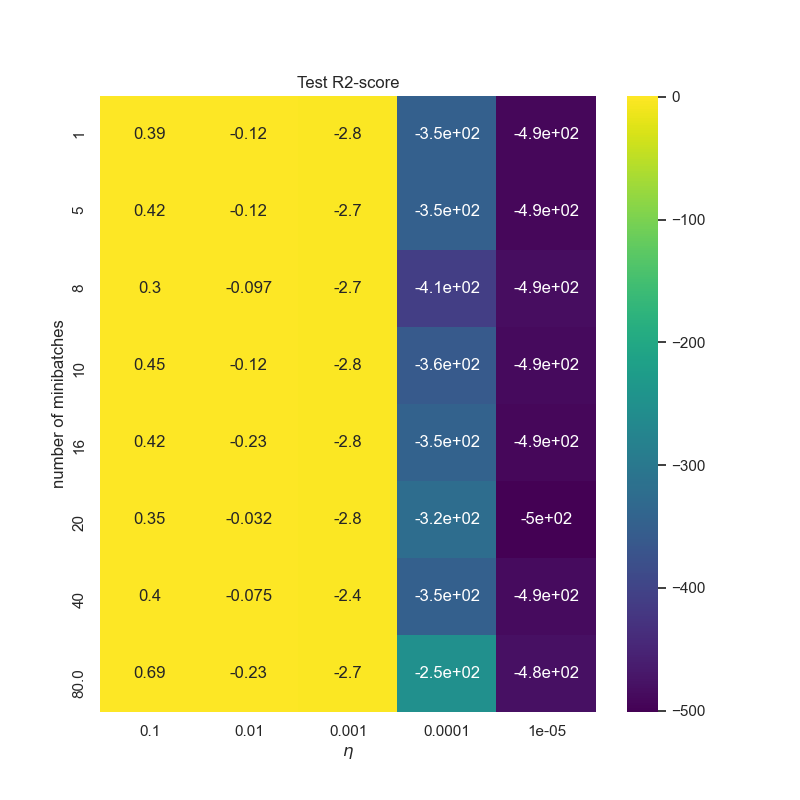 Test R2-score
1 0.39 -0.12 -2.8 -3.5e+02 -4.9e+02
5 0.42 -0.12 -2.7 -3.5e+02 -4.9e+02
8 0.3 -0.097 -2.7 -4.1e+02 -4.9e+02
10 0.45 -0.12 -2.8 -3.6e+02 -4.9e+02
16 0.42 -0.23 -2.8 -3.5e+02 -4.9e+02
20 0.35 -0.032 -2.8 -3.2e+02 -5e+02
40 0.4 -0.075 -2.4 -3.5e+02 -4.9e+02
80.0 0.69 -0.23 -2.7 -2.5e+02 -4.8e+02
0.1 0.01 0.001 0.0001 1e-05
η
number of minibatches
0
−100
−200
−300
−400
−500